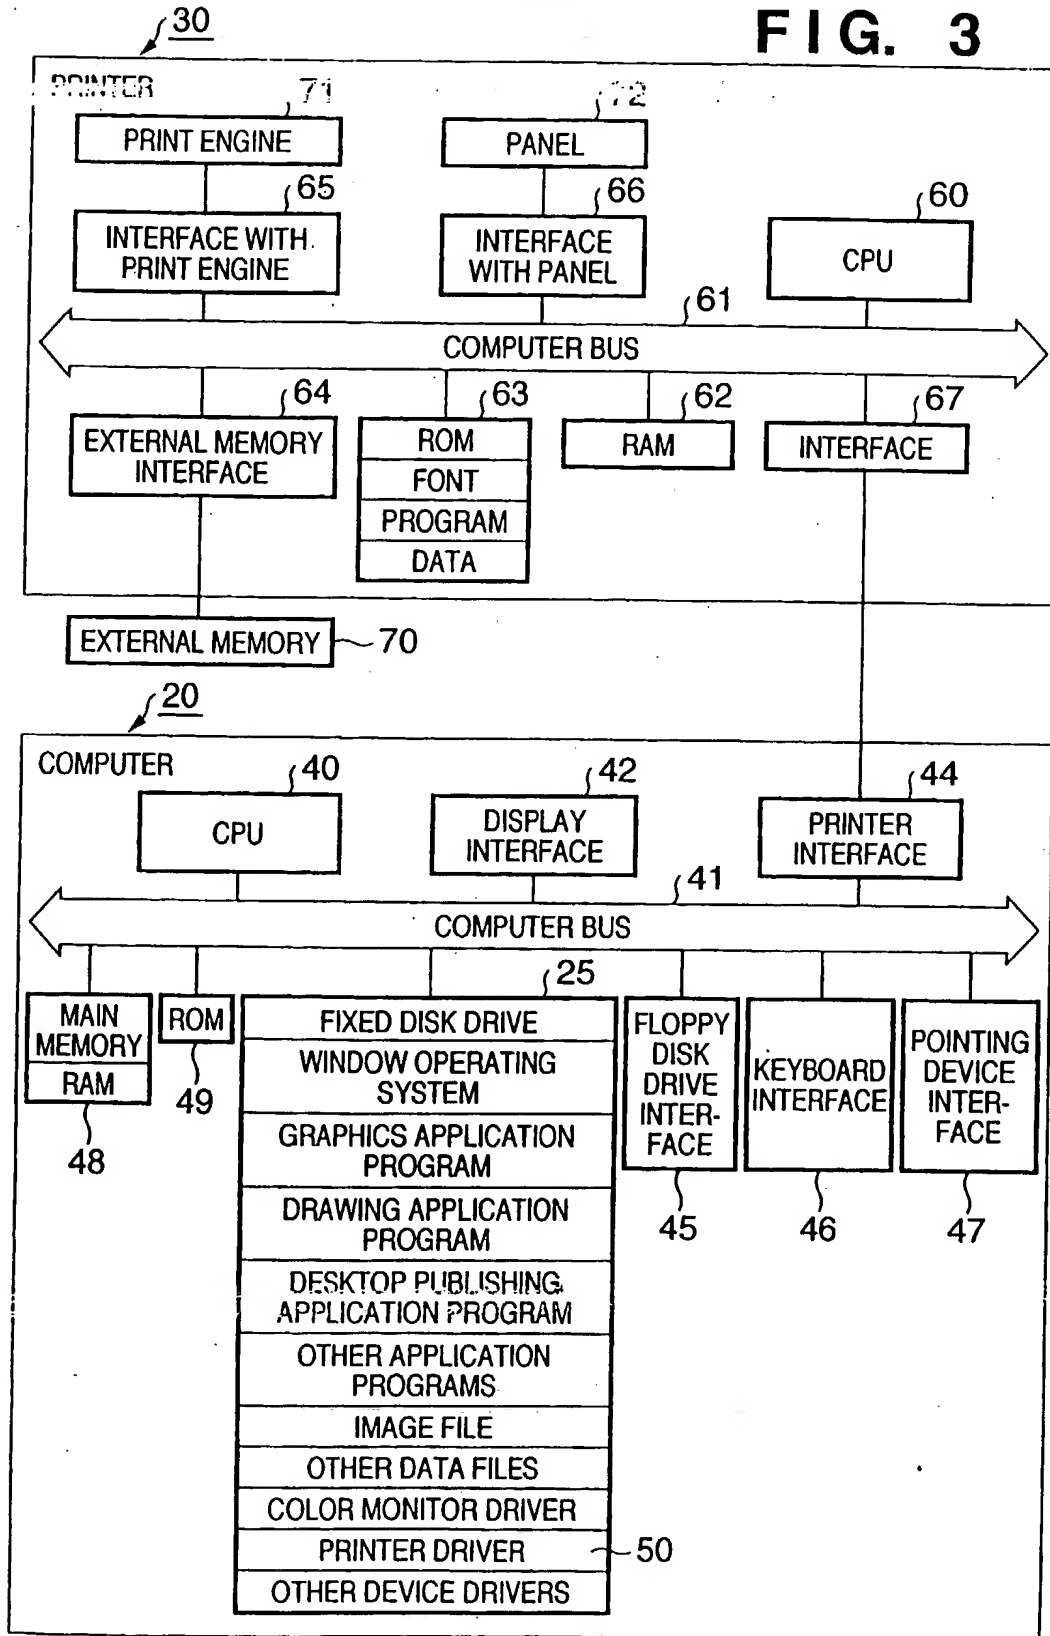 FIG. 3
30
PRINTER
71
72
PRINT ENGINE
PANEL
65
66
60
INTERFACE WITH
PRINT ENGINE
INTERFACE
WITH PANEL
CPU
61
COMPUTER BUS
64
63
62
67
EXTERNAL MEMORY
INTERFACE
ROM
FONT
PROGRAM
DATA
RAM
INTERFACE
EXTERNAL MEMORY
70
20
COMPUTER
40
42
44
CPU
DISPLAY
INTERFACE
PRINTER
INTERFACE
41
COMPUTER BUS
25
MAIN
MEMORY
RAM
48
ROM
49
FIXED DISK DRIVE
WINDOW OPERATING
SYSTEM
GRAPHICS APPLICATION
PROGRAM
DRAWING APPLICATION
PROGRAM
DESKTOP PUBLISHING
APPLICATION PROGRAM
OTHER APPLICATION
PROGRAMS
IMAGE FILE
OTHER DATA FILES
COLOR MONITOR DRIVER
PRINTER DRIVER
50
OTHER DEVICE DRIVERS
FLOPPY
DISK
DRIVE
INTER-
FACE
45
KEYBOARD
INTERFACE
46
POINTING
DEVICE
INTER-
FACE
47